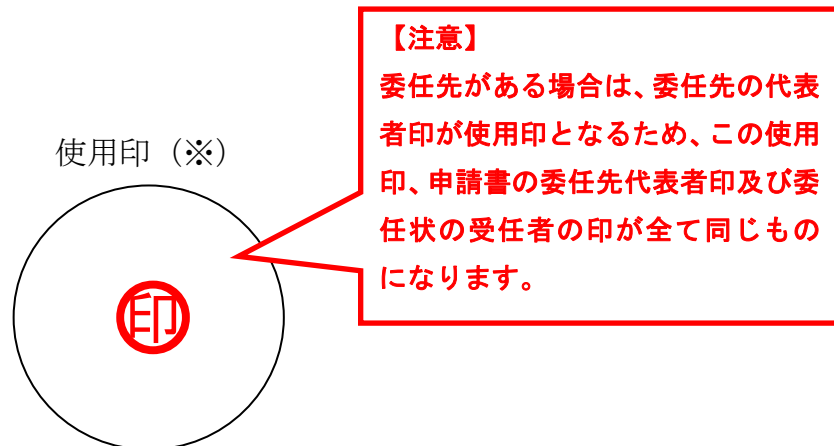 【注意】
委任先がある場合は、委任先の代表
者印が使用印となるため、この使用
印、申請書の委任先代表者印及び委
任状の受任者の印が全て同じもの
になります。
使用印（※）
印